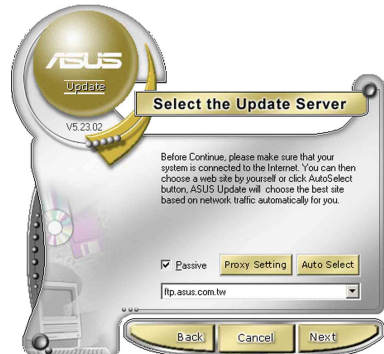 ASUS
Update
V5.23.02
Select the Update Server
Before Continue, please make sure that your
system is connected to the Internet. You can then
choose a web site by yourself or click AutoSelect
button, ASUS Update will choose the best site
based on network traffic automatically for you.
Passive
Proxy Setting
Auto Select
ftp.asus.com.tw
Back
Cancel
Next